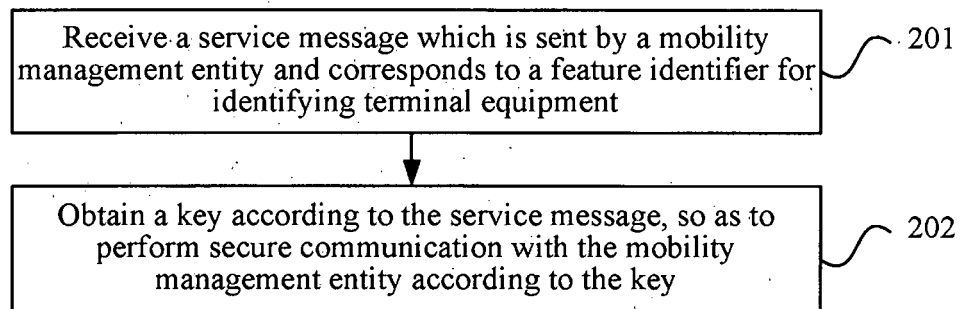 Receive a service message which is sent by a mobility
management entity and corresponds to a feature identifier for
identifying terminal equipment
201
Obtain a key according to the service message, so as to
perform secure communication with the mobility
management entity according to the key
202